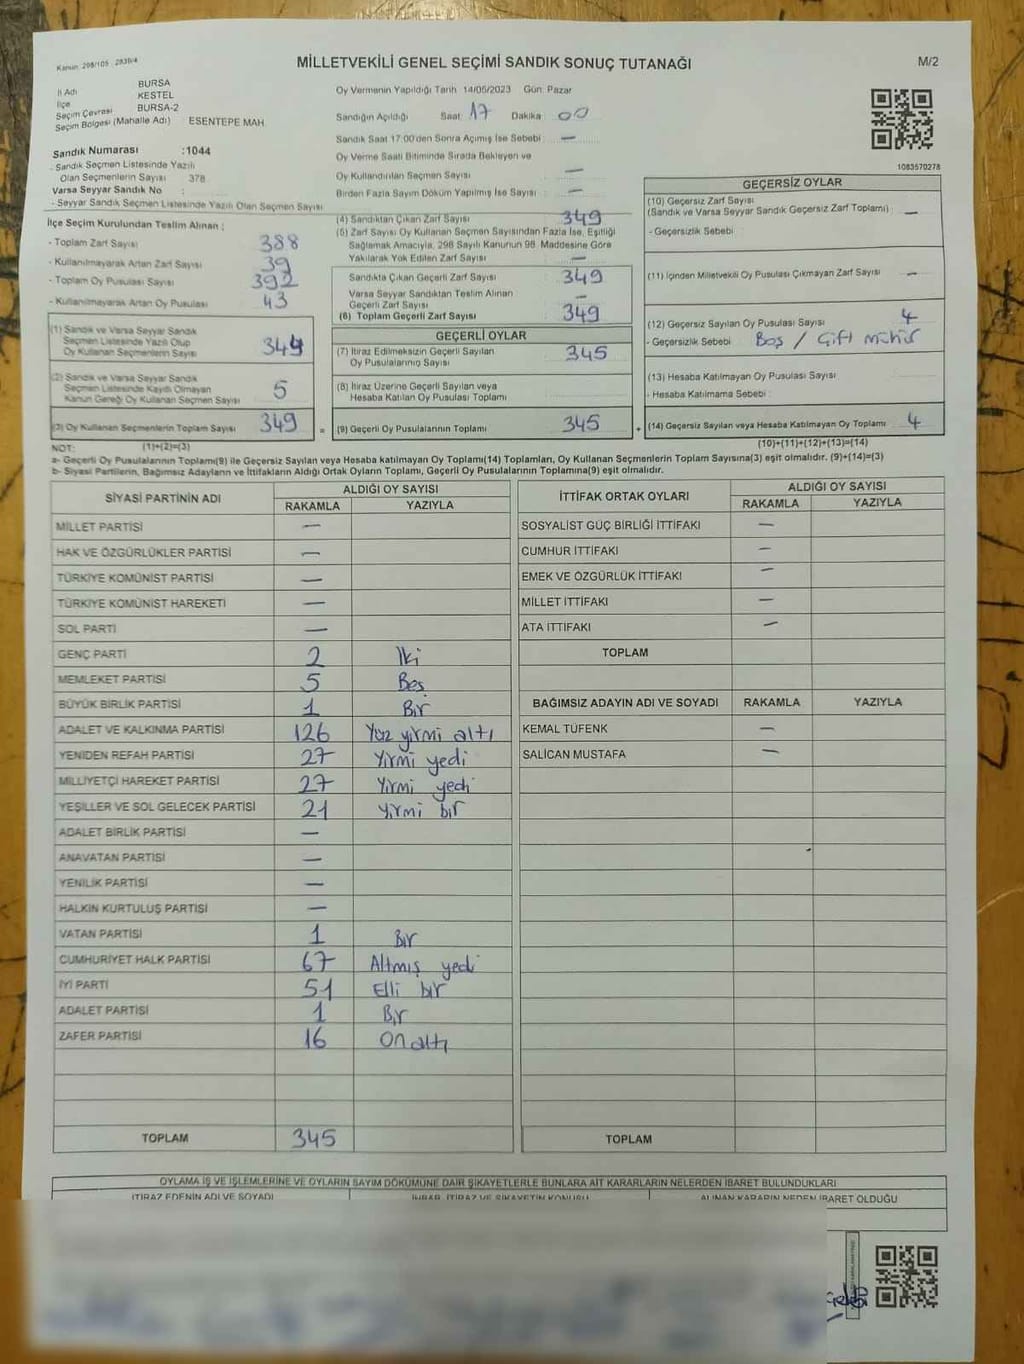 Kanun 298/105 2839/4
MİLLETVEKİLİ GENEL SEÇİMİ SANDIK SONUÇ TUTANAĞI
M/2
İl Adı BURSA
İlçe KESTEL
Seçim Çevresi BURSA-2
Seçim Bölgesi (Mahalle Adı) ESENTEPE MAH.
Oy Vermenin Yapıldığı Tarih 14/05/2023 Gün: Pazar
Sandığın Açıldığı Saat 17 Dakika 00
Sandık Saat 17:00'den Sonra Açımış İse Sebebi —
Oy Verme Saati Bitiminde Sırada Bekleyen ve
Oy Kullandırılan Seçmen Sayısı —
Birden Fazla Sayım Döküm Yapılmış İse Sayısı —
1083570278
Sandık Numarası :1044
- Sandık Seçmen Listesinde Yazılı
Olan Seçmenlerin Sayısı 378
Varsa Seyyar Sandık No :
- Seyyar Sandık Seçmen Listesinde Yazılı Olan Seçmen Sayısı
İlçe Seçim Kurulundan Teslim Alınan ;
- Toplam Zarf Sayısı 388
- Kullanılmayarak Artan Zarf Sayısı 39
- Toplam Oy Pusulası Sayısı 392
- Kullanılmayarak Artan Oy Pusulası 43
(1) Sandık ve Varsa Seyyar Sandık
Seçmen Listesinde Yazılı Olup
Oy Kullanan Seçmenlerin Sayısı 344
(2) Sandık ve Varsa Seyyar Sandık
Seçmen Listesinde Kayıtlı Olmayan
Kanun Gereği Oy Kullanan Seçmen Sayısı 5
(3) Oy Kullanan Seçmenlerin Toplam Sayısı 349 =
(4) Sandıktan Çıkan Zarf Sayısı 349
(5) Zarf Sayısı Oy Kullanan Seçmen Sayısından Fazla İse, Eşitliği
Sağlamak Amacıyla, 298 Sayılı Kanunun 98. Maddesine Göre
Yakılarak Yok Edilen Zarf Sayısı —
Sandıkta Çıkan Geçerli Zarf Sayısı 349
Varsa Seyyar Sandıktan Teslim Alınan
Geçerli Zarf Sayısı —
(6) Toplam Geçerli Zarf Sayısı 349
GEÇERLİ OYLAR
(7) İtiraz Edilmeksizin Geçerli Sayılan
Oy Pusulalarının Sayısı 345
(8) İtiraz Üzerine Geçerli Sayılan veya
Hesaba Katılan Oy Pusulası Toplamı
(9) Geçerli Oy Pusulalarının Toplamı 345 +
GEÇERSİZ OYLAR
(10) Geçersiz Zarf Sayısı
(Sandık ve Varsa Seyyar Sandık Geçersiz Zarf Toplamı) —
- Geçersizlik Sebebi
(11) İçinden Milletvekili Oy Pusulası Çıkmayan Zarf Sayısı —
(12) Geçersiz Sayılan Oy Pusulası Sayısı 4
- Geçersizlik Sebebi Boş / Çift mühür
(13) Hesaba Katılmayan Oy Pusulası Sayısı
- Hesaba Katılmama Sebebi
(14) Geçersiz Sayılan veya Hesaba Katılmayan Oy Toplamı 4
NOT: (1)+(2)=(3)
(10)+(11)+(12)+(13)=(14)
a- Geçerli Oy Pusulalarının Toplamı(9) ile Geçersiz Sayılan veya Hesaba katılmayan Oy Toplamı(14) Toplamları, Oy Kullanan Seçmenlerin Toplam Sayısına(3) eşit olmalıdır. (9)+(14)=(3)
b- Siyasi Partilerin, Bağımsız Adayların ve İttifakların Aldığı Ortak Oyların Toplamı, Geçerli Oy Pusulalarının Toplamına(9) eşit olmalıdır.
SİYASİ PARTİNİN ADI ALDIĞI OY SAYISI
RAKAMLA YAZIYLA
MİLLET PARTİSİ —
HAK VE ÖZGÜRLÜKLER PARTİSİ —
TÜRKİYE KOMÜNİST PARTİSİ —
TÜRKİYE KOMÜNİST HAREKETİ —
SOL PARTİ —
GENÇ PARTİ 2 İki
MEMLEKET PARTİSİ 5 Beş
BÜYÜK BİRLİK PARTİSİ 1 Bir
ADALET VE KALKINMA PARTİSİ 126 Yüz yirmi altı
YENİDEN REFAH PARTİSİ 27 Yirmi yedi
MİLLİYETÇİ HAREKET PARTİSİ 27 Yirmi yedi
YEŞİLLER VE SOL GELECEK PARTİSİ 21 Yirmi bir
ADALET BİRLİK PARTİSİ —
ANAVATAN PARTİSİ —
YENİLİK PARTİSİ —
HALKIN KURTULUŞ PARTİSİ —
VATAN PARTİSİ 1 Bir
CUMHURİYET HALK PARTİSİ 67 Altmış yedi
İYİ PARTİ 51 Elli bir
ADALET PARTİSİ 1 Bir
ZAFER PARTİSİ 16 On altı
TOPLAM 345
İTTİFAK ORTAK OYLARI ALDIĞI OY SAYISI
RAKAMLA YAZIYLA
SOSYALİST GÜÇ BİRLİĞİ İTTİFAKI —
CUMHUR İTTİFAKI —
EMEK VE ÖZGÜRLÜK İTTİFAKI —
MİLLET İTTİFAKI —
ATA İTTİFAKI —
TOPLAM
BAĞIMSIZ ADAYIN ADI VE SOYADI RAKAMLA YAZIYLA
KEMAL TÜFENK —
SALİCAN MUSTAFA —
TOPLAM
OYLAMA İŞ VE İŞLEMLERİNE VE OYLARIN SAYIM DÖKÜMÜNE DAİR ŞİKAYETLERLE BUNLARA AİT KARARLARIN NELERDEN İBARET BULUNDUKLARI
İTİRAZ EDENİN ADI VE SOYADI İHBAR, İTİRAZ VE ŞİKAYETİN KONUSU ALINAN KARARIN NEDEN İBARET OLDUĞU